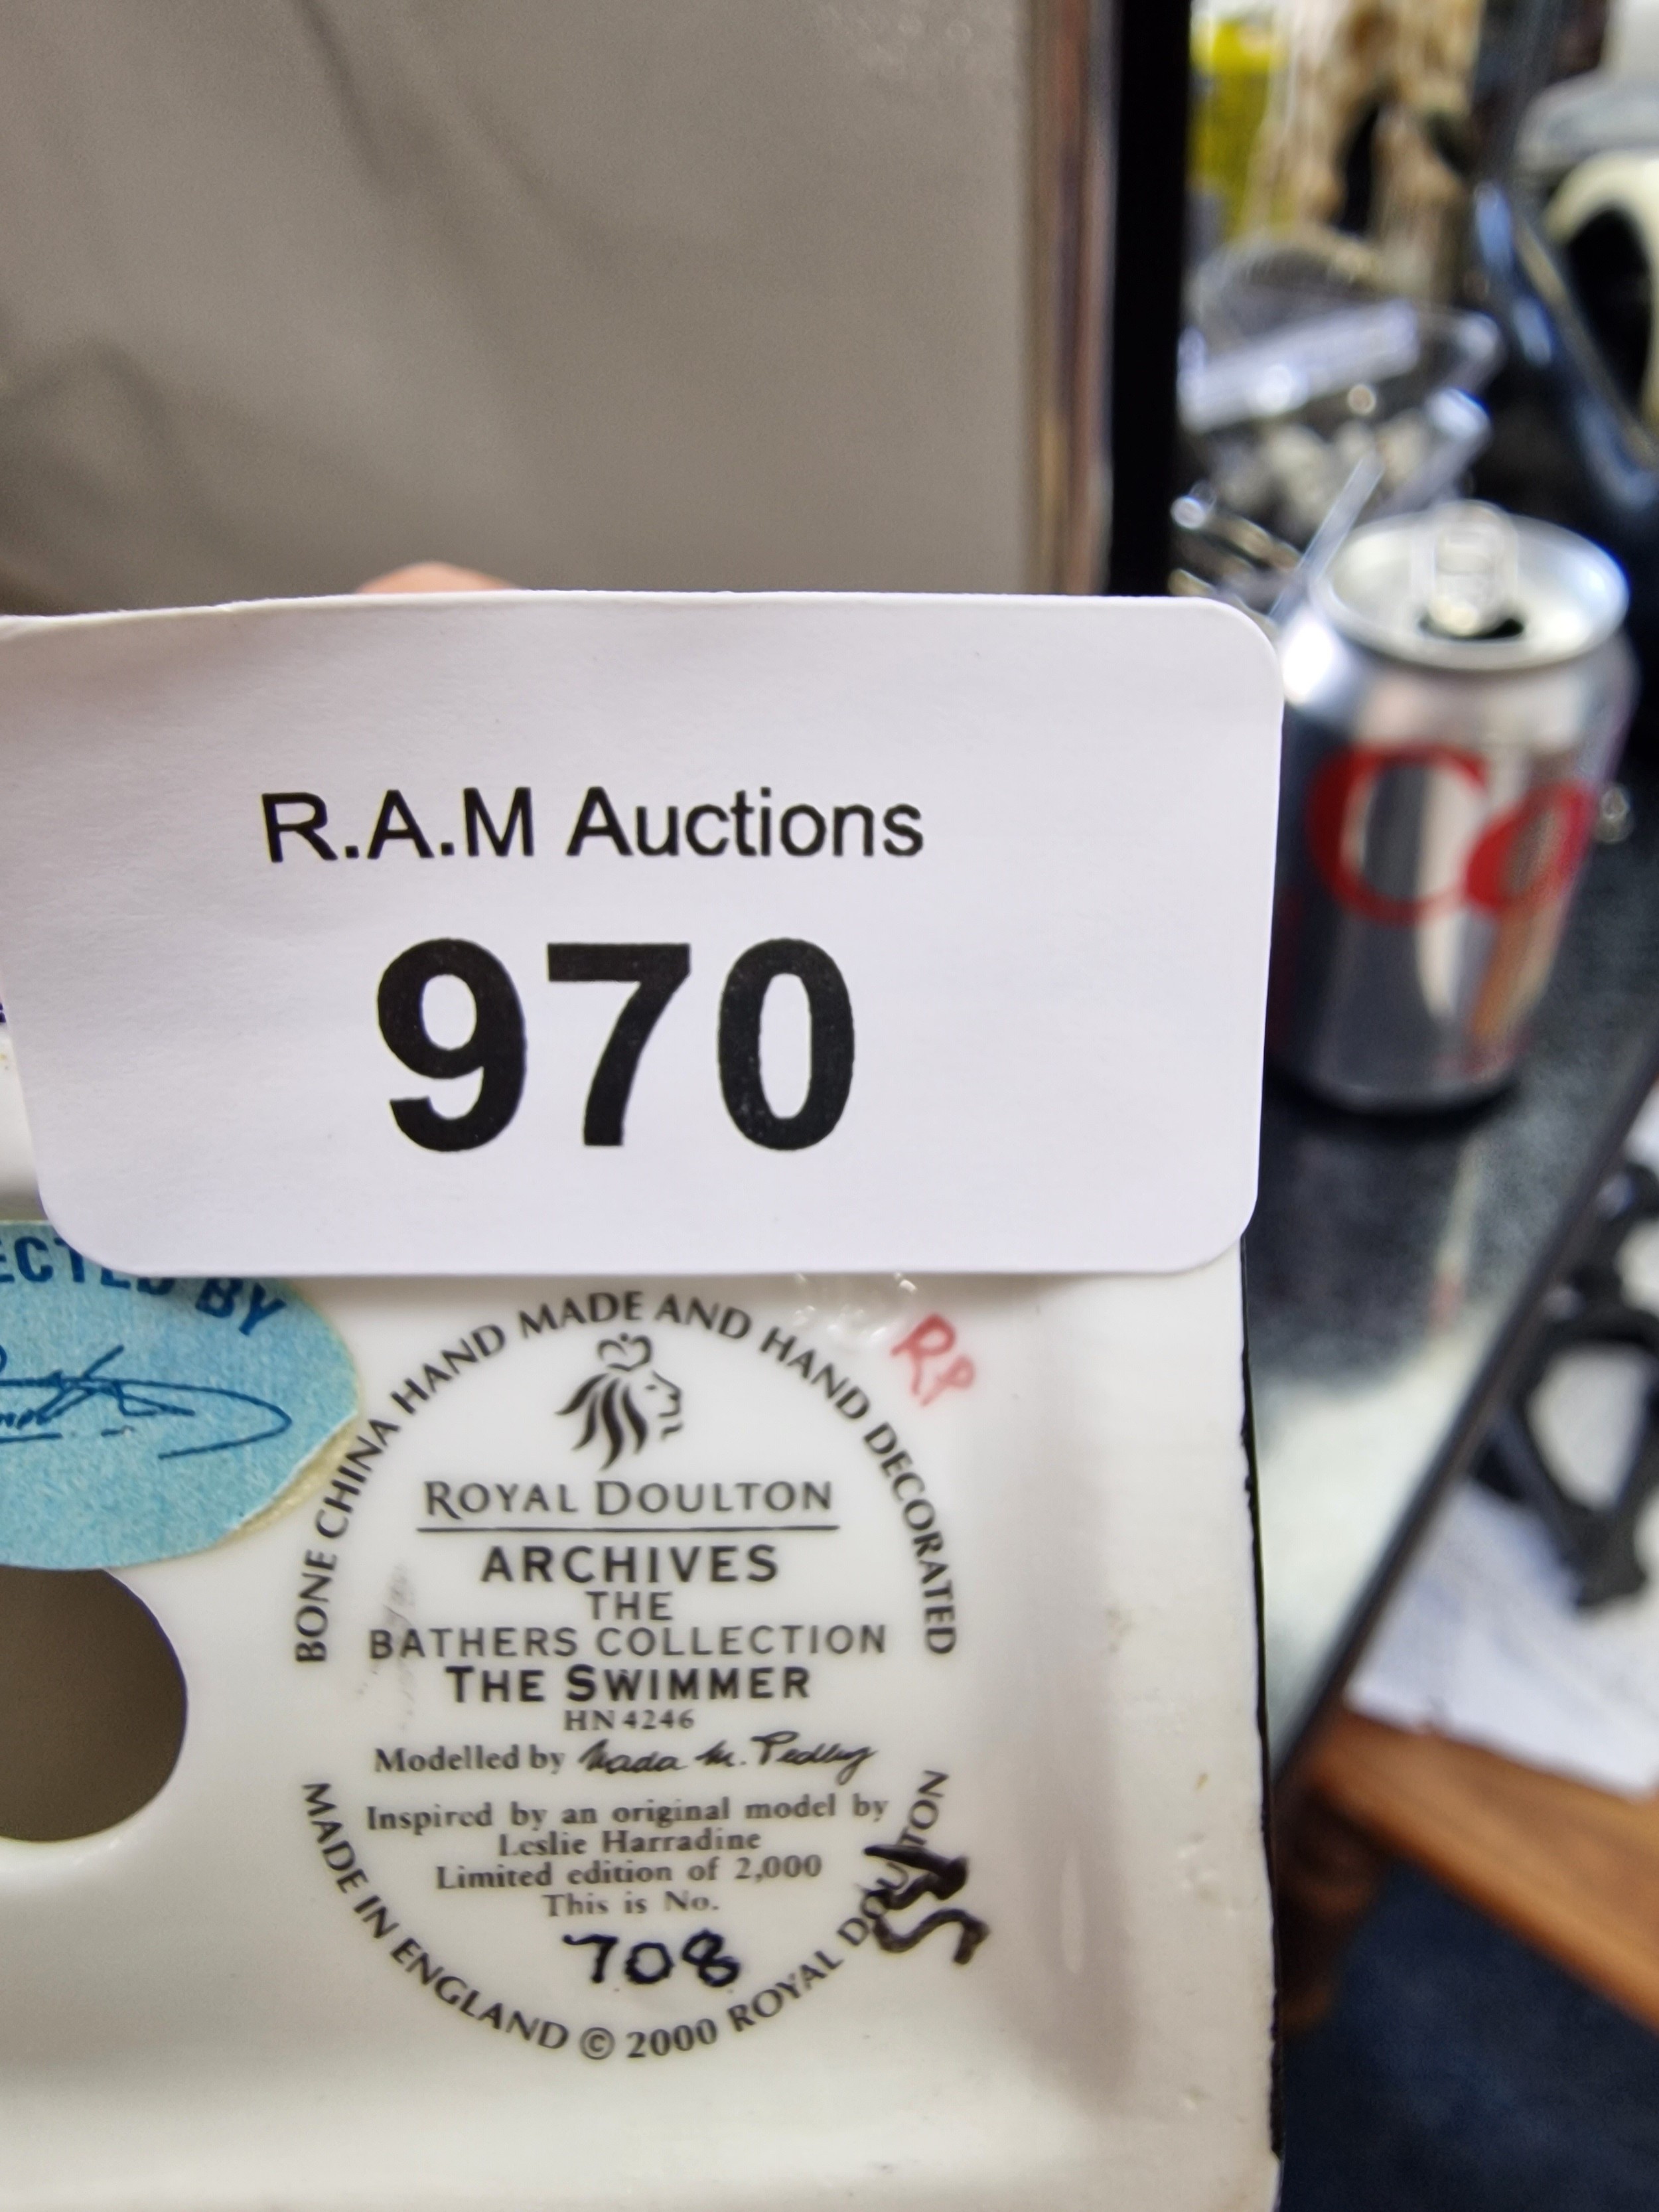 R.A.M Auctions
970
ECTED BY
RP
BONE CHINA HAND MADE AND HAND DECORATED
ROYAL DOULTON
ARCHIVES
THE
BATHERS COLLECTION
THE SWIMMER
HN 4246
Modelled by Nada M. Pedley
Inspired by an original model by
Leslie Harradine
Limited edition of 2,000
This is No.
708
MADE IN ENGLAND © 2000 ROYAL DOULTON
Co